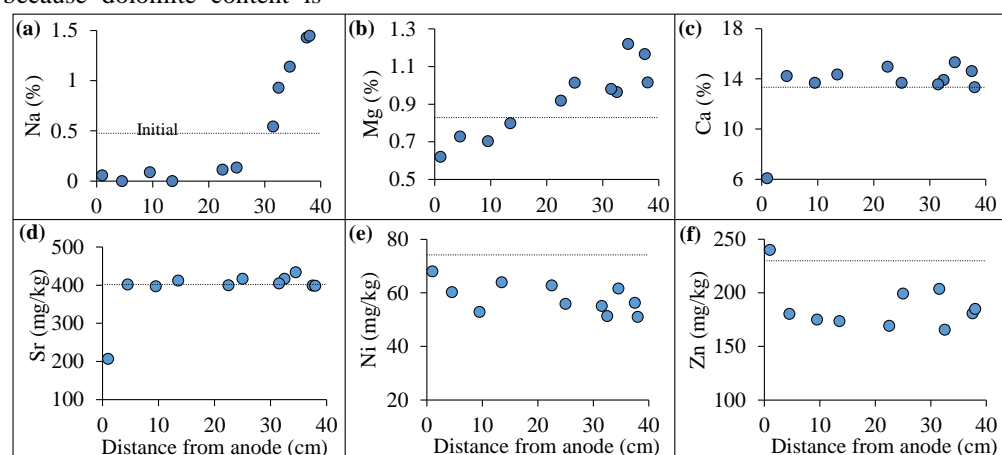 because dolomite content is
(a)
Na (%)
1.5
1
0.5
0
Initial
0 10 20 30 40
(b)
Mg (%)
1.3
1.1
0.9
0.7
0.5
0 10 20 30 40
(c)
Ca (%)
18
14
10
6
0 10 20 30 40
(d)
Sr (mg/kg)
500
400
300
200
100
0 10 20 30 40
Distance from anode (cm)
(e)
Ni (mg/kg)
80
60
40
20
0 10 20 30 40
Distance from anode (cm)
(f)
Zn (mg/kg)
250
200
150
100
0 10 20 30 40
Distance from anode (cm)